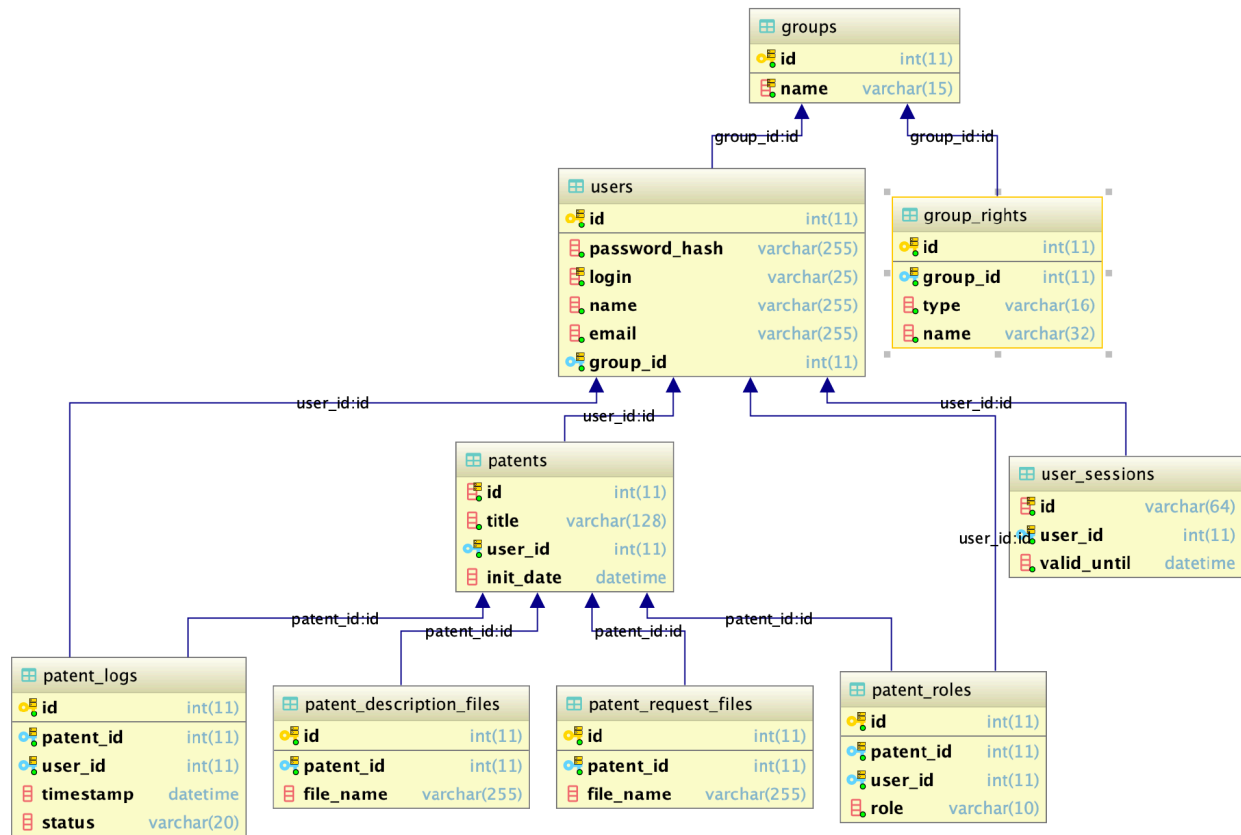 groups
id int(11)
name varchar(15)
group_id:id
group_id:id
users
id int(11)
password_hash varchar(255)
login varchar(25)
name varchar(255)
email varchar(255)
group_id int(11)
group_rights
id int(11)
group_id int(11)
type varchar(16)
name varchar(32)
user_id:id
user_id:id
user_id:id
user_id:id
patents
id int(11)
title varchar(128)
user_id int(11)
init_date datetime
user_sessions
id varchar(64)
user_id int(11)
valid_until datetime
patent_id:id
patent_id:id
patent_id:id
patent_id:id
patent_logs
id int(11)
patent_id int(11)
user_id int(11)
timestamp datetime
status varchar(20)
patent_description_files
id int(11)
patent_id int(11)
file_name varchar(255)
patent_request_files
id int(11)
patent_id int(11)
file_name varchar(255)
patent_roles
id int(11)
patent_id int(11)
user_id int(11)
role varchar(10)